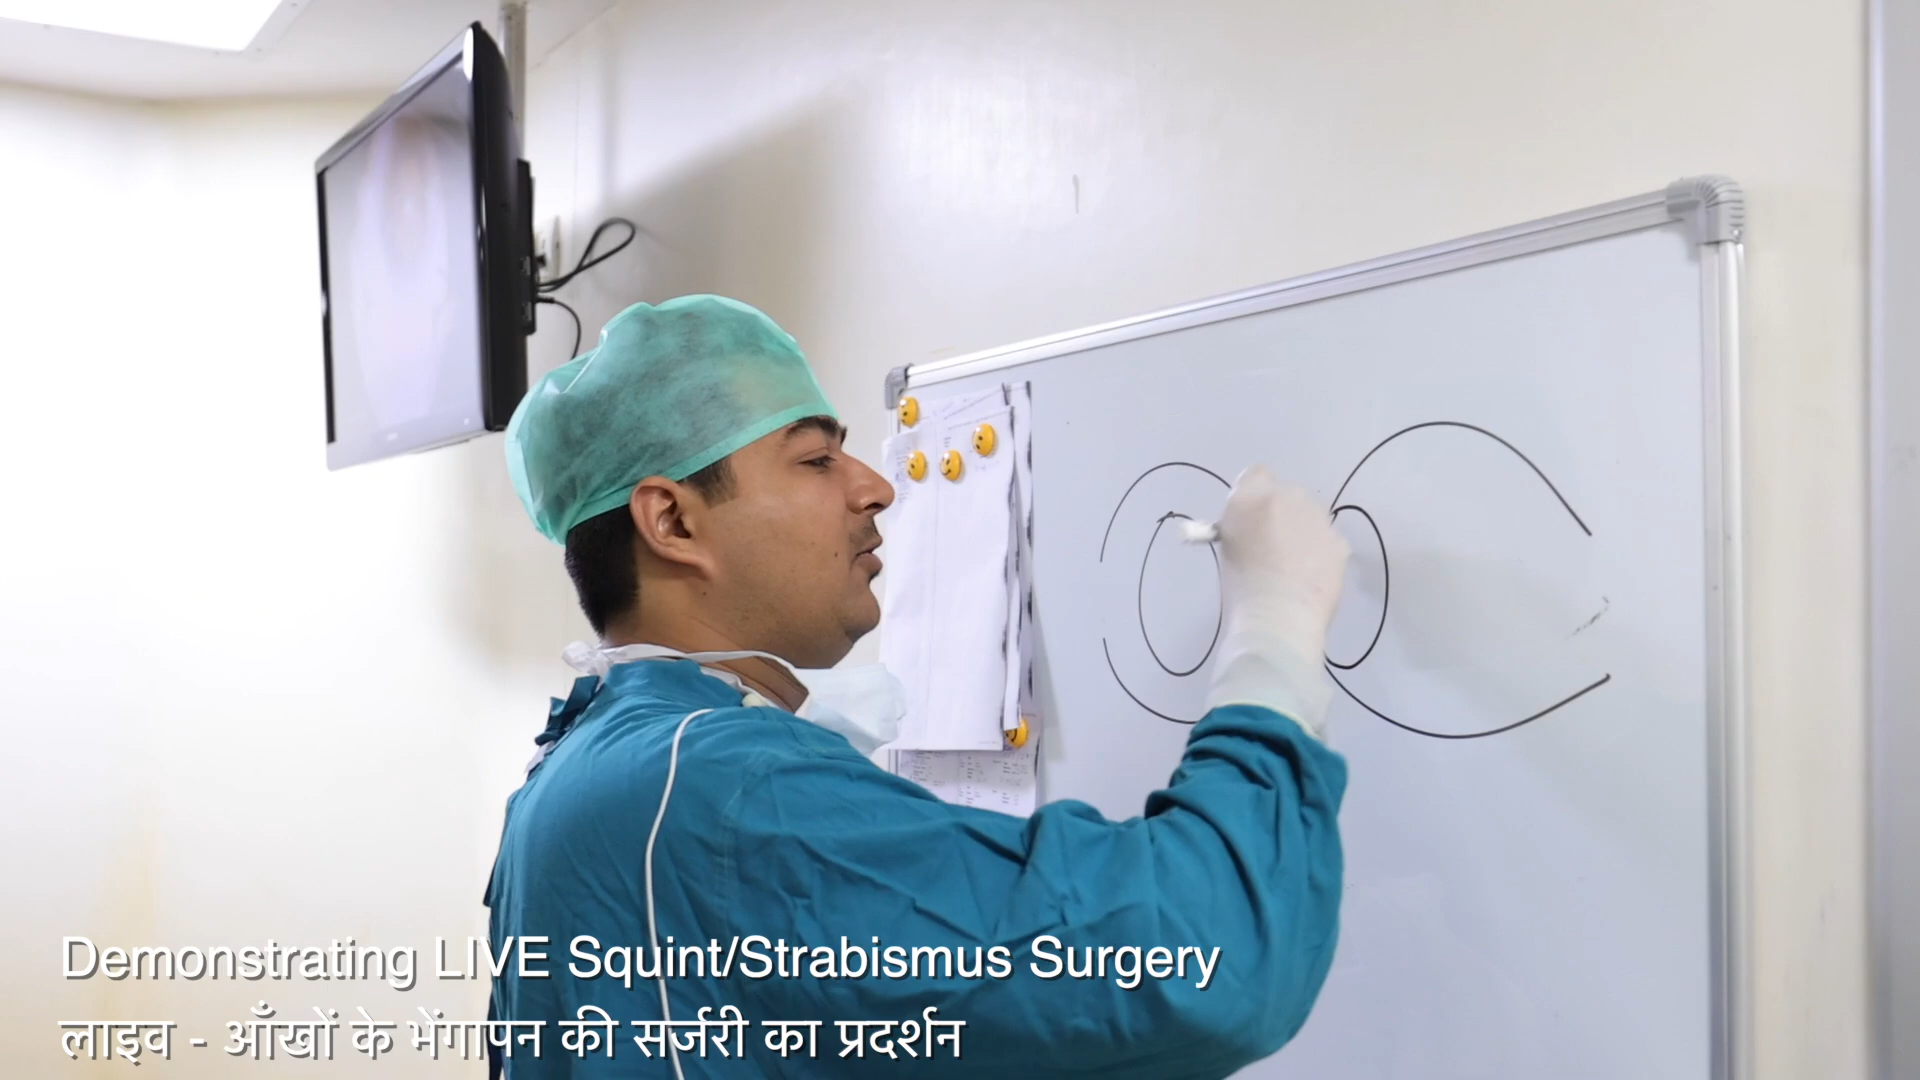 Demonstrating LIVE Squint/Strabismus Surgery
लाइव - आँखों के भेंगापन की सर्जरी का प्रदर्शन